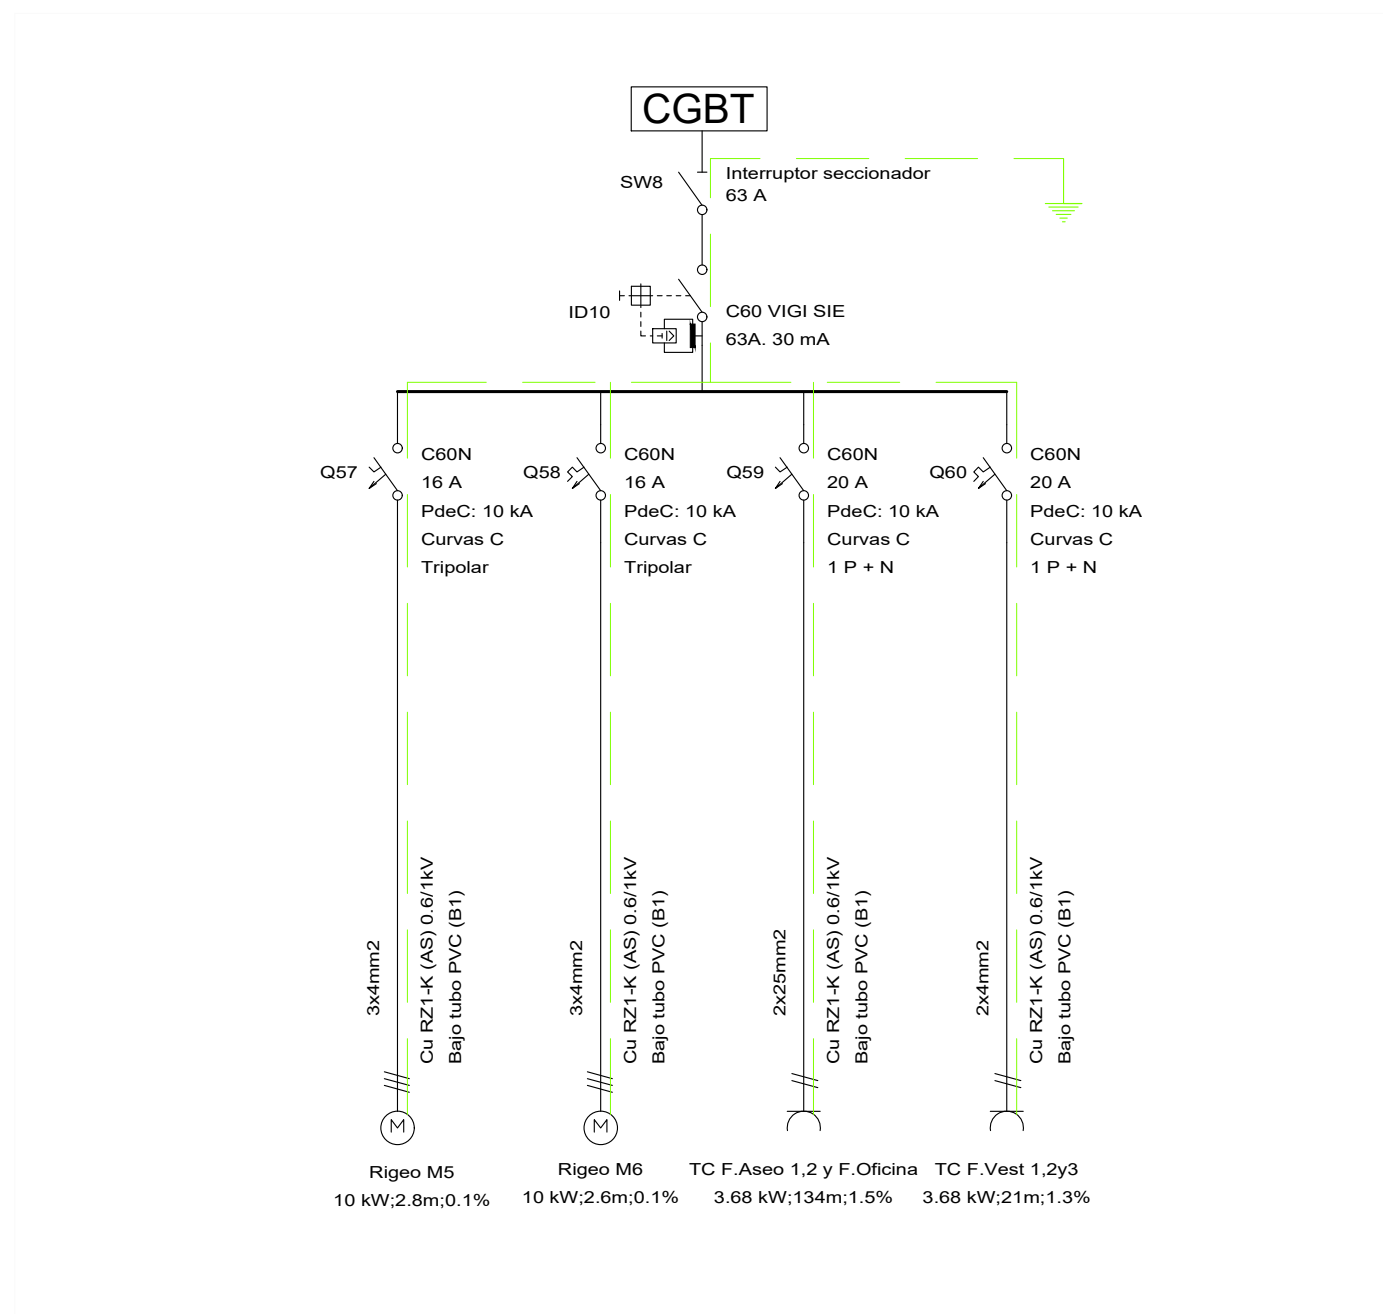 CGBT
SW8
Interruptor seccionador
63 A
ID10
C60 VIGI SIE
63A. 30 mA
Q57
C60N
16 A
PdeC: 10 kA
Curvas C
Tripolar
Q58
C60N
16 A
PdeC: 10 kA
Curvas C
Tripolar
Q59
C60N
20 A
PdeC: 10 kA
Curvas C
1 P + N
Q60
C60N
20 A
PdeC: 10 kA
Curvas C
1 P + N
3x4mm2
Cu RZ1-K (AS) 0.6/1kV
Bajo tubo PVC (B1)
3x4mm2
Cu RZ1-K (AS) 0.6/1kV
Bajo tubo PVC (B1)
2x25mm2
Cu RZ1-K (AS) 0.6/1kV
Bajo tubo PVC (B1)
2x4mm2
Cu RZ1-K (AS) 0.6/1kV
Bajo tubo PVC (B1)
M
M
Rigeo M5
10 kW;2.8m;0.1%
Rigeo M6
10 kW;2.6m;0.1%
TC F.Aseo 1,2 y F.Oficina
3.68 kW;134m;1.5%
TC F.Vest 1,2y3
3.68 kW;21m;1.3%